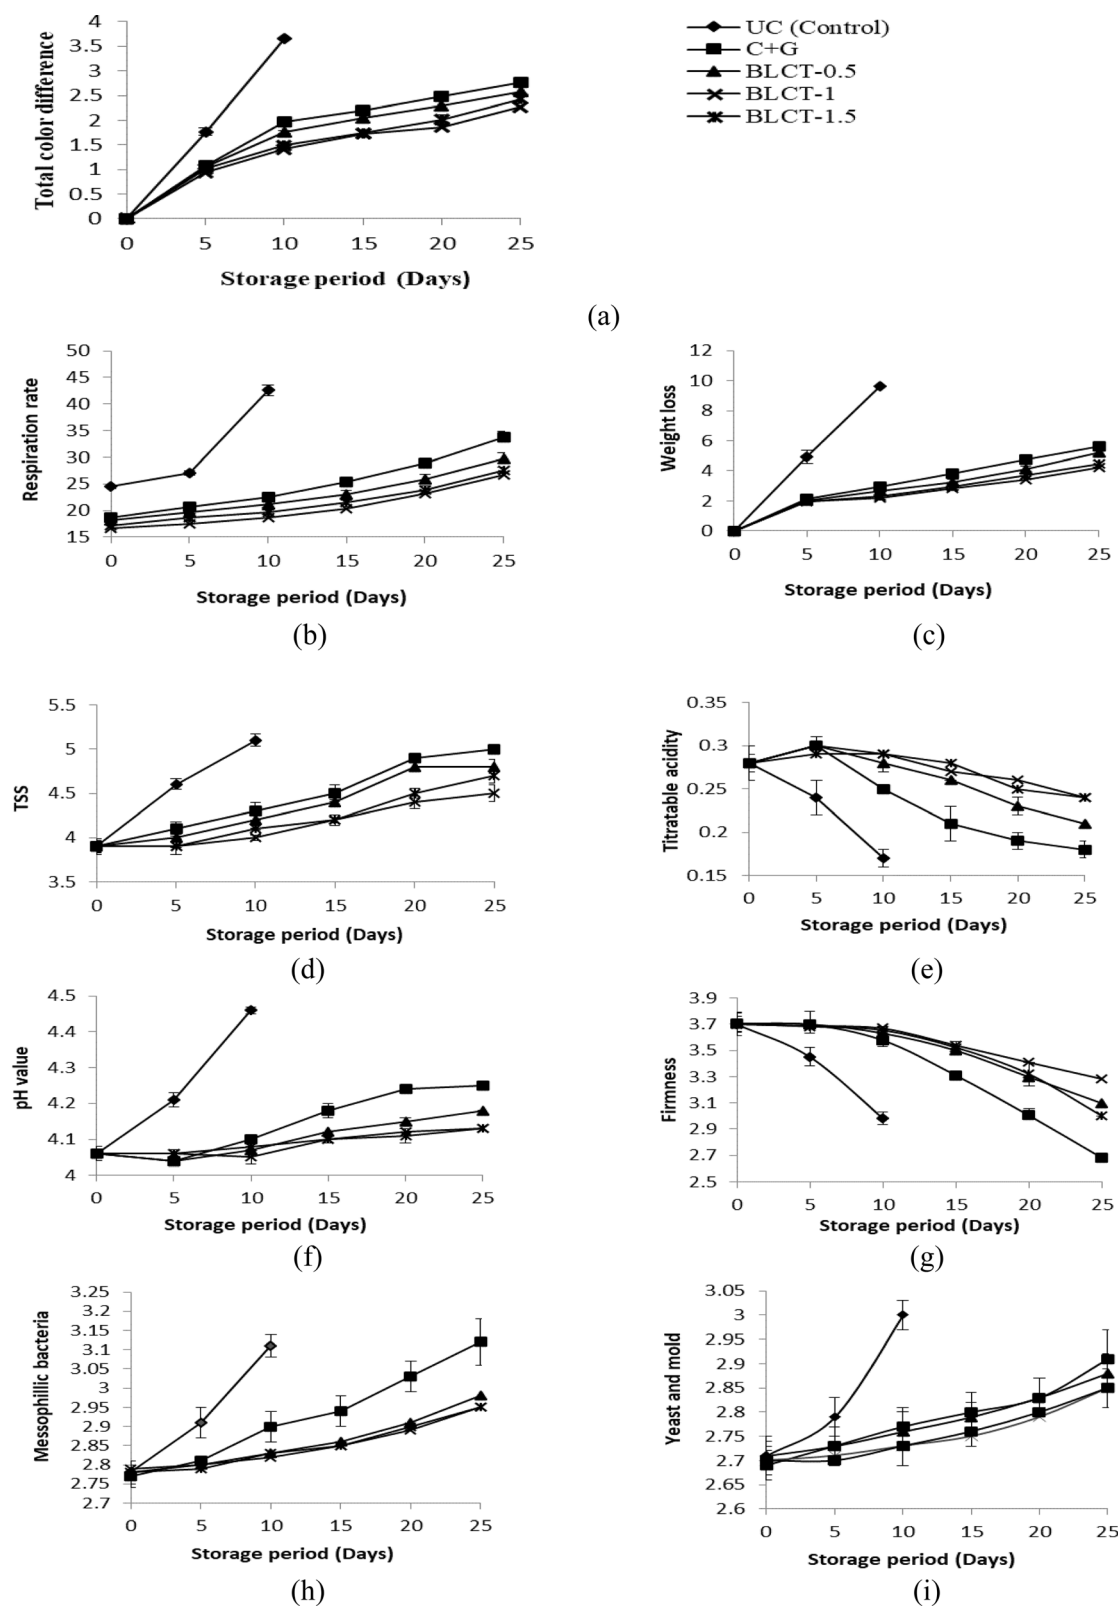 Total color difference
4
3.5
3
2.5
2
1.5
1
0.5
0
0 5 10 15 20 25
Storage period (Days)
UC (Control)
C+G
BLCT-0.5
BLCT-1
BLCT-1.5
(a)
Respiration rate
50
45
40
35
30
25
20
15
0 5 10 15 20 25
Storage period (Days)
(b)
Weight loss
12
10
8
6
4
2
0
0 5 10 15 20 25
Storage period (Days)
(c)
TSS
5.5
5
4.5
4
3.5
0 5 10 15 20 25
Storage period (Days)
(d)
Titratable acidity
0.35
0.3
0.25
0.2
0.15
0 5 10 15 20 25
Storage period (Days)
(e)
pH value
4.5
4.4
4.3
4.2
4.1
4
0 5 10 15 20 25
Storage period (Days)
(f)
Firmness
3.9
3.7
3.5
3.3
3.1
2.9
2.7
2.5
0 5 10 15 20 25
Storage period (Days)
(g)
Messophillic bacteria
3.25
3.2
3.15
3.1
3.05
3
2.95
2.9
2.85
2.8
2.75
2.7
0 5 10 15 20 25
Storage period (Days)
(h)
Yeast and mold
3.05
3
2.95
2.9
2.85
2.8
2.75
2.7
2.65
2.6
0 5 10 15 20 25
Storage period (Days)
(i)